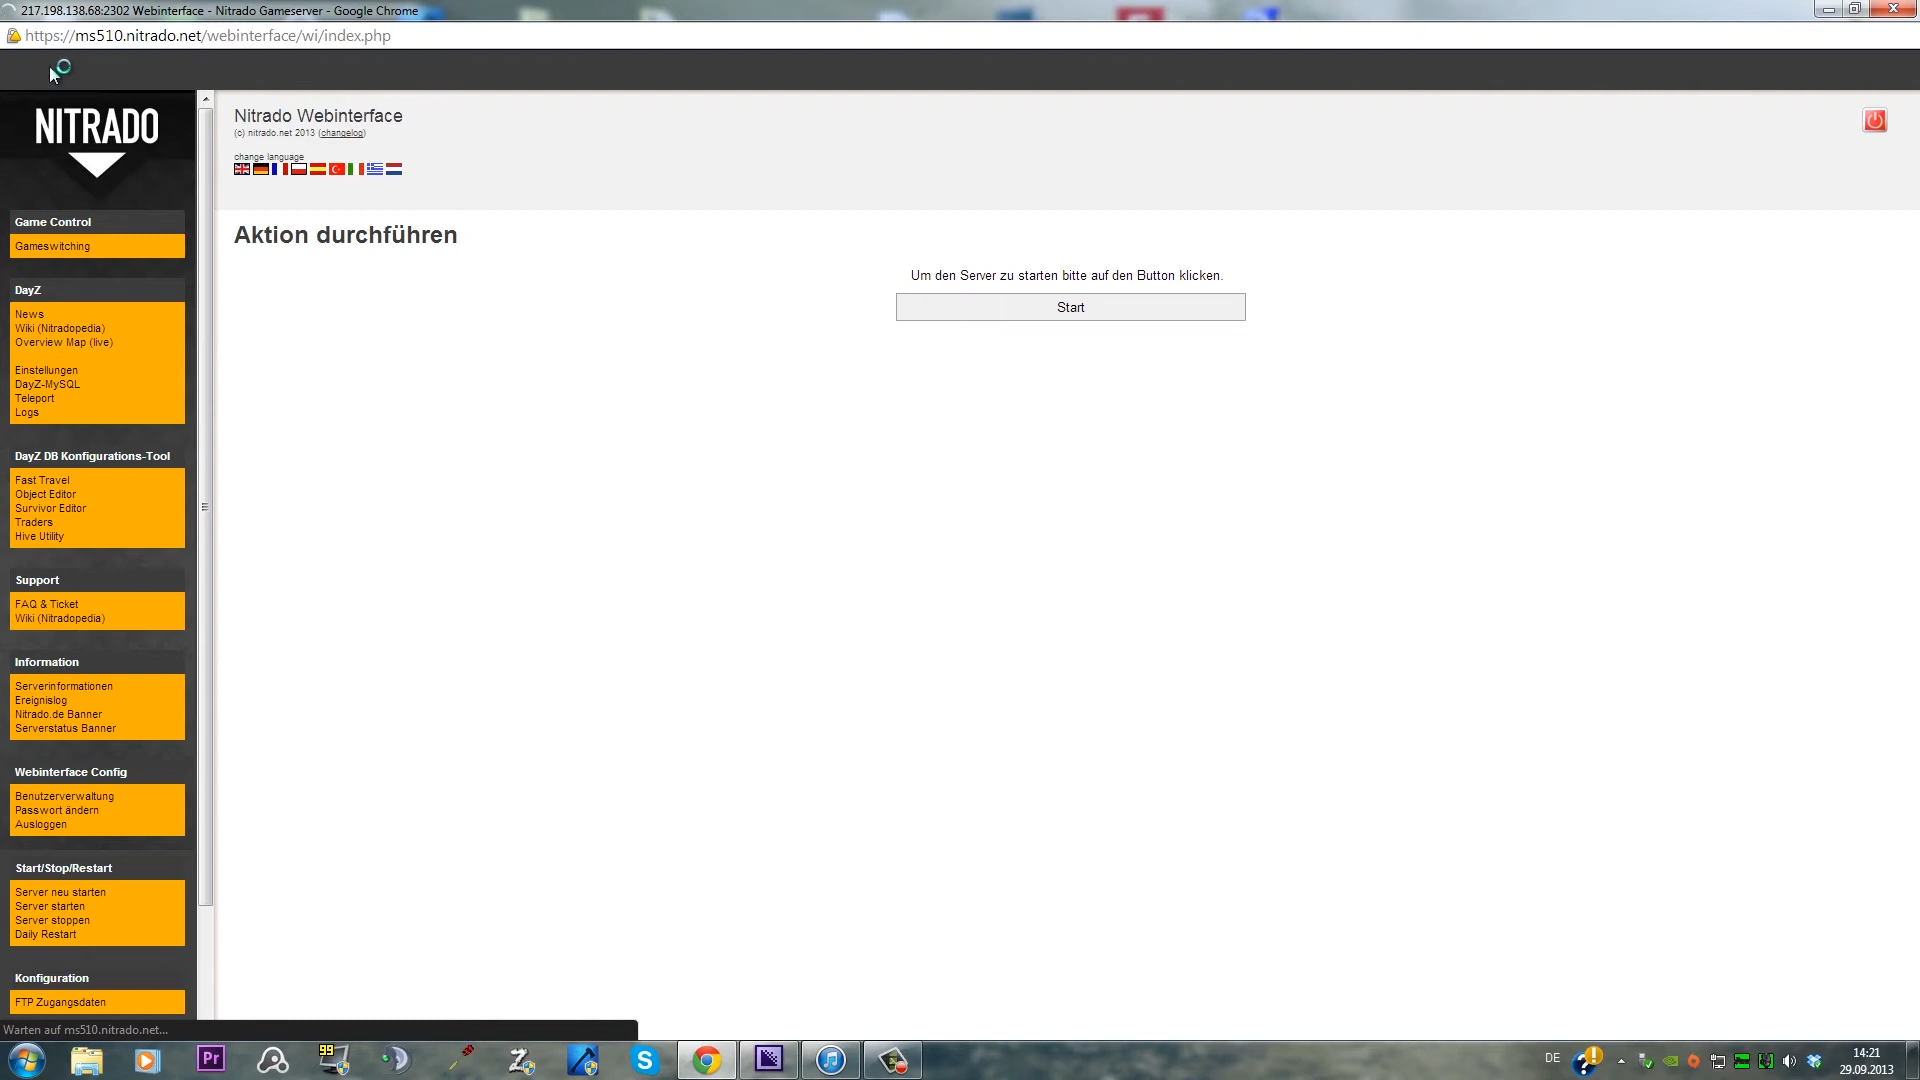 217.198.138.68:2302 Webinterface - Nitrado Gameserver - Google Chrome
https://ms510.nitrado.net/webinterface/wi/index.php
NITRADO
Nitrado Webinterface
(c) nitrado.net 2013 (changelog)
change language
Aktion durchführen
Um den Server zu starten bitte auf den Button klicken.
Start
Game Control
Gameswitching
DayZ
News
Wiki (Nitradopedia)
Overview Map (live)
Einstellungen
DayZ-MySQL
Teleport
Logs
DayZ DB Konfigurations-Tool
Fast Travel
Object Editor
Survivor Editor
Traders
Hive Utility
Support
FAQ & Ticket
Wiki (Nitradopedia)
Information
Serverinformationen
Ereignislog
Nitrado.de Banner
Serverstatus Banner
Webinterface Config
Benutzerverwaltung
Passwort ändern
Ausloggen
Start/Stop/Restart
Server neu starten
Server starten
Server stoppen
Daily Restart
Konfiguration
FTP Zugangsdaten
Warten auf ms510.nitrado.net...
Pr
99
S
DE
14:21
29.09.2013